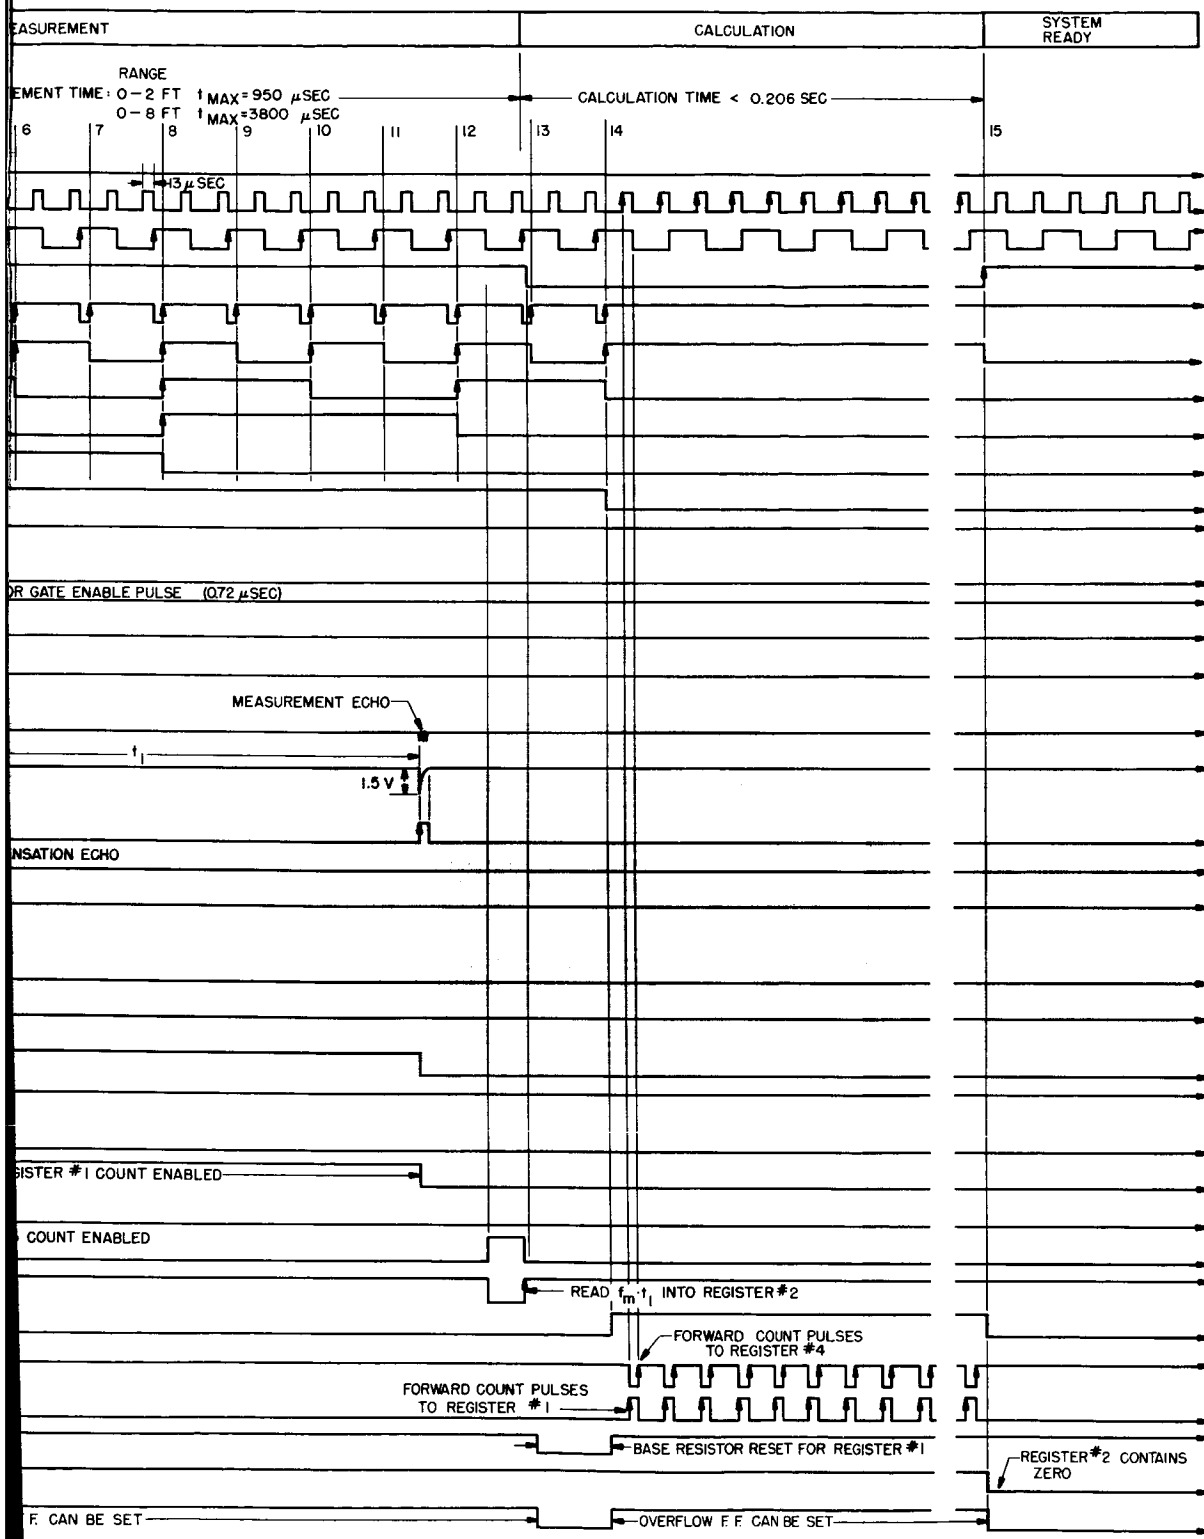 EASUREMENT
CALCULATION
SYSTEM
READY
RANGE
EMENT TIME: 0-2 FT t MAX = 950 μSEC
0-8 FT t MAX = 3800 μSEC
CALCULATION TIME < 0.206 SEC
6 7 8 9 10 11 12 13 14 15
13 μ SEC
OR GATE ENABLE PULSE (0.72 μSEC)
MEASUREMENT ECHO
t1
1.5 V
NSATION ECHO
GISTER #1 COUNT ENABLED
COUNT ENABLED
READ fm·t1 INTO REGISTER #2
FORWARD COUNT PULSES
TO REGISTER #4
FORWARD COUNT PULSES
TO REGISTER #1
BASE RESISTOR RESET FOR REGISTER #1
REGISTER #2 CONTAINS
ZERO
F. CAN BE SET
OVERFLOW F.F. CAN BE SET